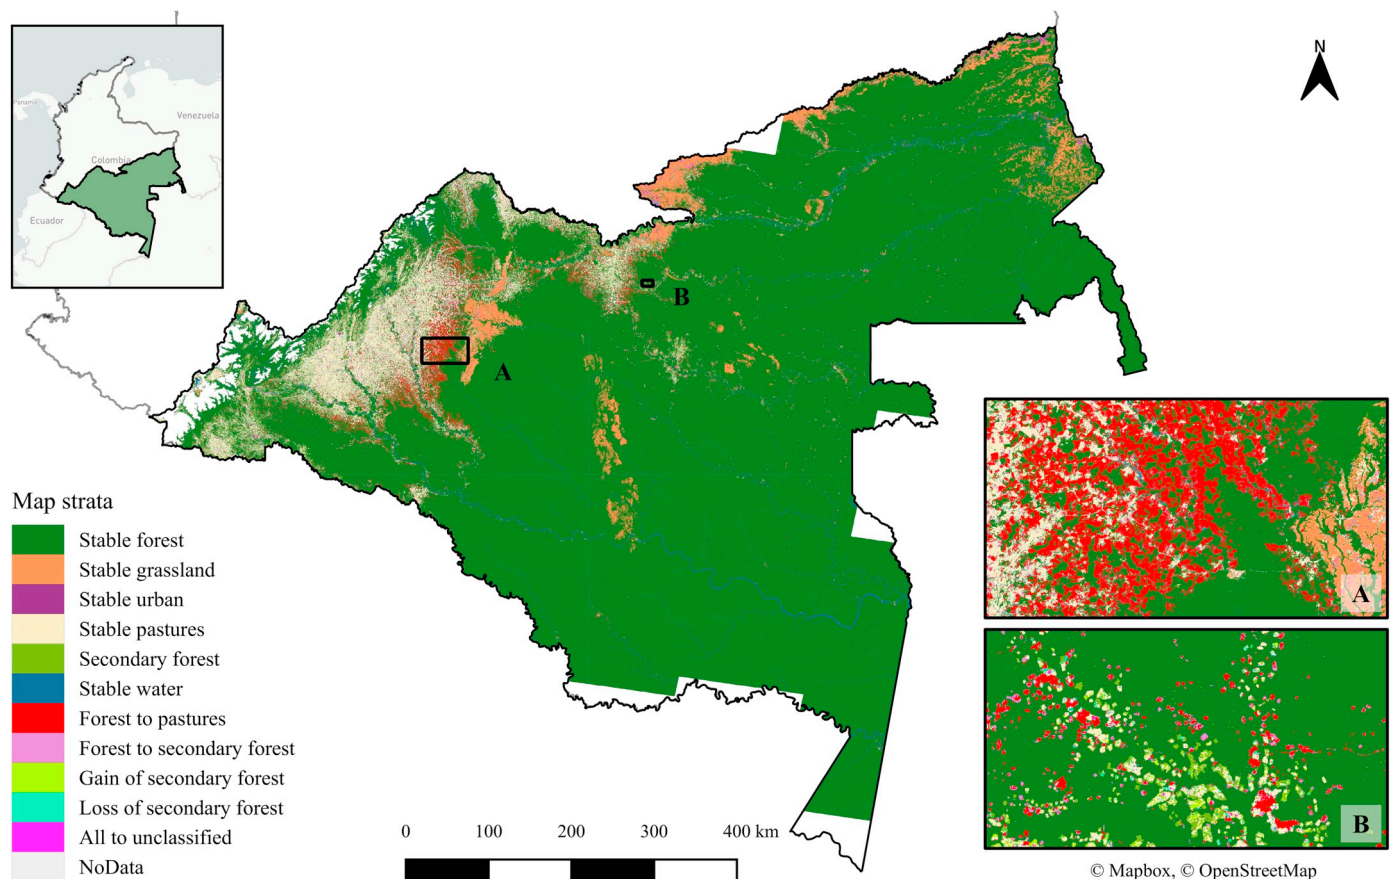 N
Panama
Venezuela
Colombia
Ecuador
B
A
Map strata
Stable forest
Stable grassland
Stable urban
Stable pastures
Secondary forest
Stable water
Forest to pastures
Forest to secondary forest
Gain of secondary forest
Loss of secondary forest
All to unclassified
NoData
0 100 200 300 400 km
A
B
© Mapbox, © OpenStreetMap